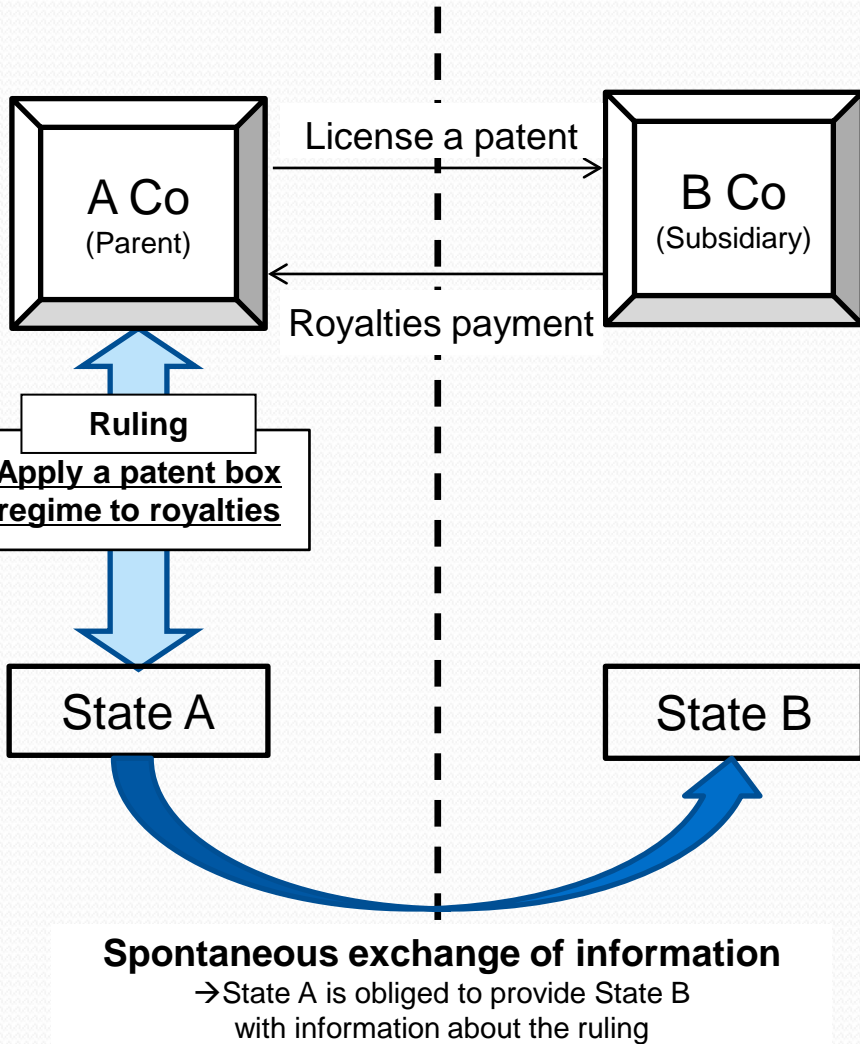 License a patent
A Co
(Parent)
B Co
(Subsidiary)
Royalties payment
Ruling
Apply a patent box
regime to royalties
State A
State B
Spontaneous exchange of information
→State A is obliged to provide State B
with information about the ruling